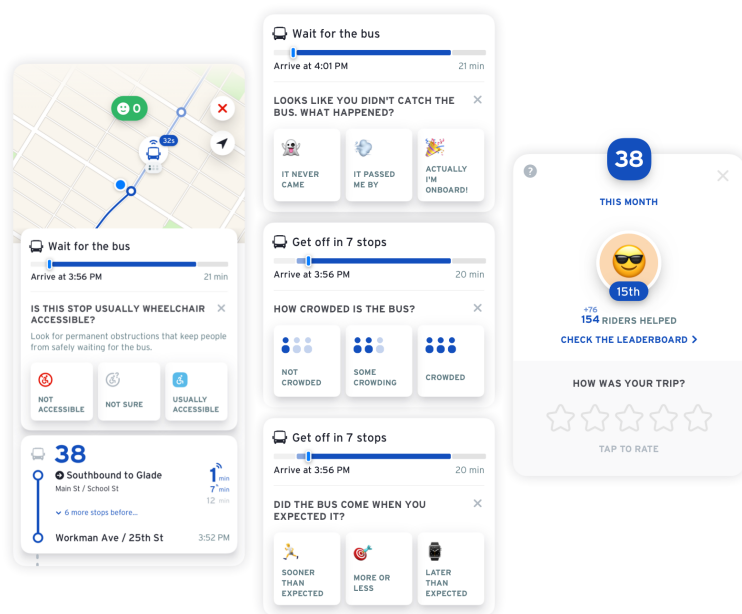 0
32s
Wait for the bus
Arrive at 3:56 PM
21 min
IS THIS STOP USUALLY WHEELCHAIR
ACCESSIBLE?
Look for permanent obstructions that keep people
from safely waiting for the bus.
NOT
ACCESSIBLE
NOT SURE
USUALLY
ACCESSIBLE
38
Southbound to Glade
Main St / School St
1 min
7 min
12 min
6 more stops before...
Workman Ave / 25th St
3:52 PM
Wait for the bus
Arrive at 4:01 PM
21 min
LOOKS LIKE YOU DIDN'T CATCH THE
BUS. WHAT HAPPENED?
IT NEVER
CAME
IT PASSED
ME BY
ACTUALLY
I'M
ONBOARD!
Get off in 7 stops
Arrive at 3:56 PM
20 min
HOW CROWDED IS THE BUS?
NOT
CROWDED
SOME
CROWDING
CROWDED
Get off in 7 stops
Arrive at 3:56 PM
20 min
DID THE BUS COME WHEN YOU
EXPECTED IT?
SOONER
THAN
EXPECTED
MORE OR
LESS
LATER
THAN
EXPECTED
?
38
THIS MONTH
15th
+76
154 RIDERS HELPED
CHECK THE LEADERBOARD
HOW WAS YOUR TRIP?
TAP TO RATE